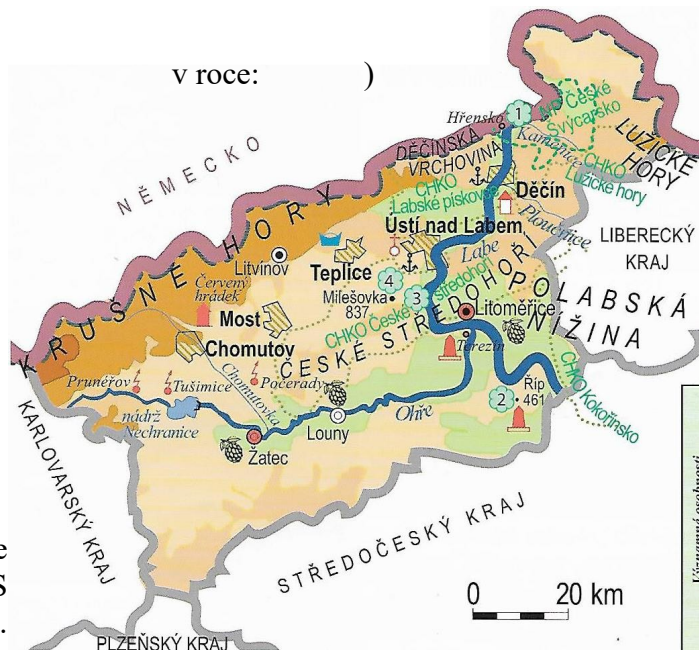 v roce: )
NĚMECKO
Hřensko
1
NP České
Švýcarsko
Kamenice
LUŽICKÉ
HORY
DĚČÍNSKÁ
VRCHOVINA
CHKO
Lužické hory
CHKO
Labské pískovce
Děčín
Ploučnice
KRUŠNÉ HORY
Ústí nad Labem
Labe
LIBERECKÝ
KRAJ
Litvínov
Teplice
4
Milešovka
837
3
CHKO České středohoří
ČESKÉ STŘEDOHOŘÍ
POLABSKÁ
NÍŽINA
Červený
hrádek
Most
Chomutov
Litoměřice
Terezín
Prunéřov
Tušimice
Chomutovka
Počerady
CHKO Kokořínsko
2
Říp
461
nádrž
Nechranice
Ohře
Louny
Žatec
KARLOVARSKÝ KRAJ
STŘEDOČESKÝ KRAJ
PLZEŇSKÝ KRAJ
0 20 km
Významné osobnosti
e
S
.